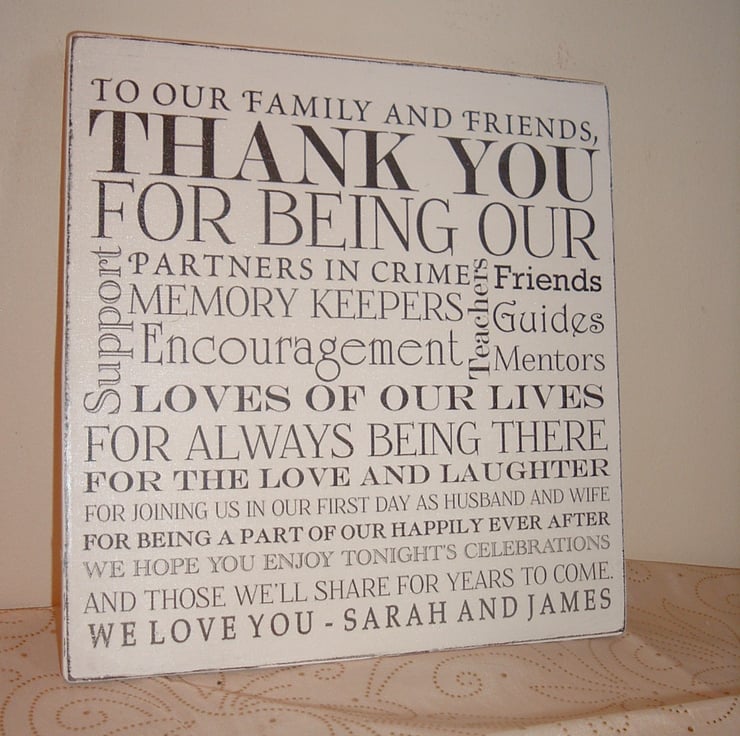 TO OUR FAMILY AND FRIENDS,
THANK YOU
FOR BEING OUR
Support
PARTNERS IN CRIME
MEMORY KEEPERS
Encouragement
Teachers
Friends
Guides
Mentors
LOVES OF OUR LIVES
FOR ALWAYS BEING THERE
FOR THE LOVE AND LAUGHTER
FOR JOINING US IN OUR FIRST DAY AS HUSBAND AND WIFE
FOR BEING A PART OF OUR HAPPILY EVER AFTER
WE HOPE YOU ENJOY TONIGHT'S CELEBRATIONS
AND THOSE WE'LL SHARE FOR YEARS TO COME.
WE LOVE YOU - SARAH AND JAMES